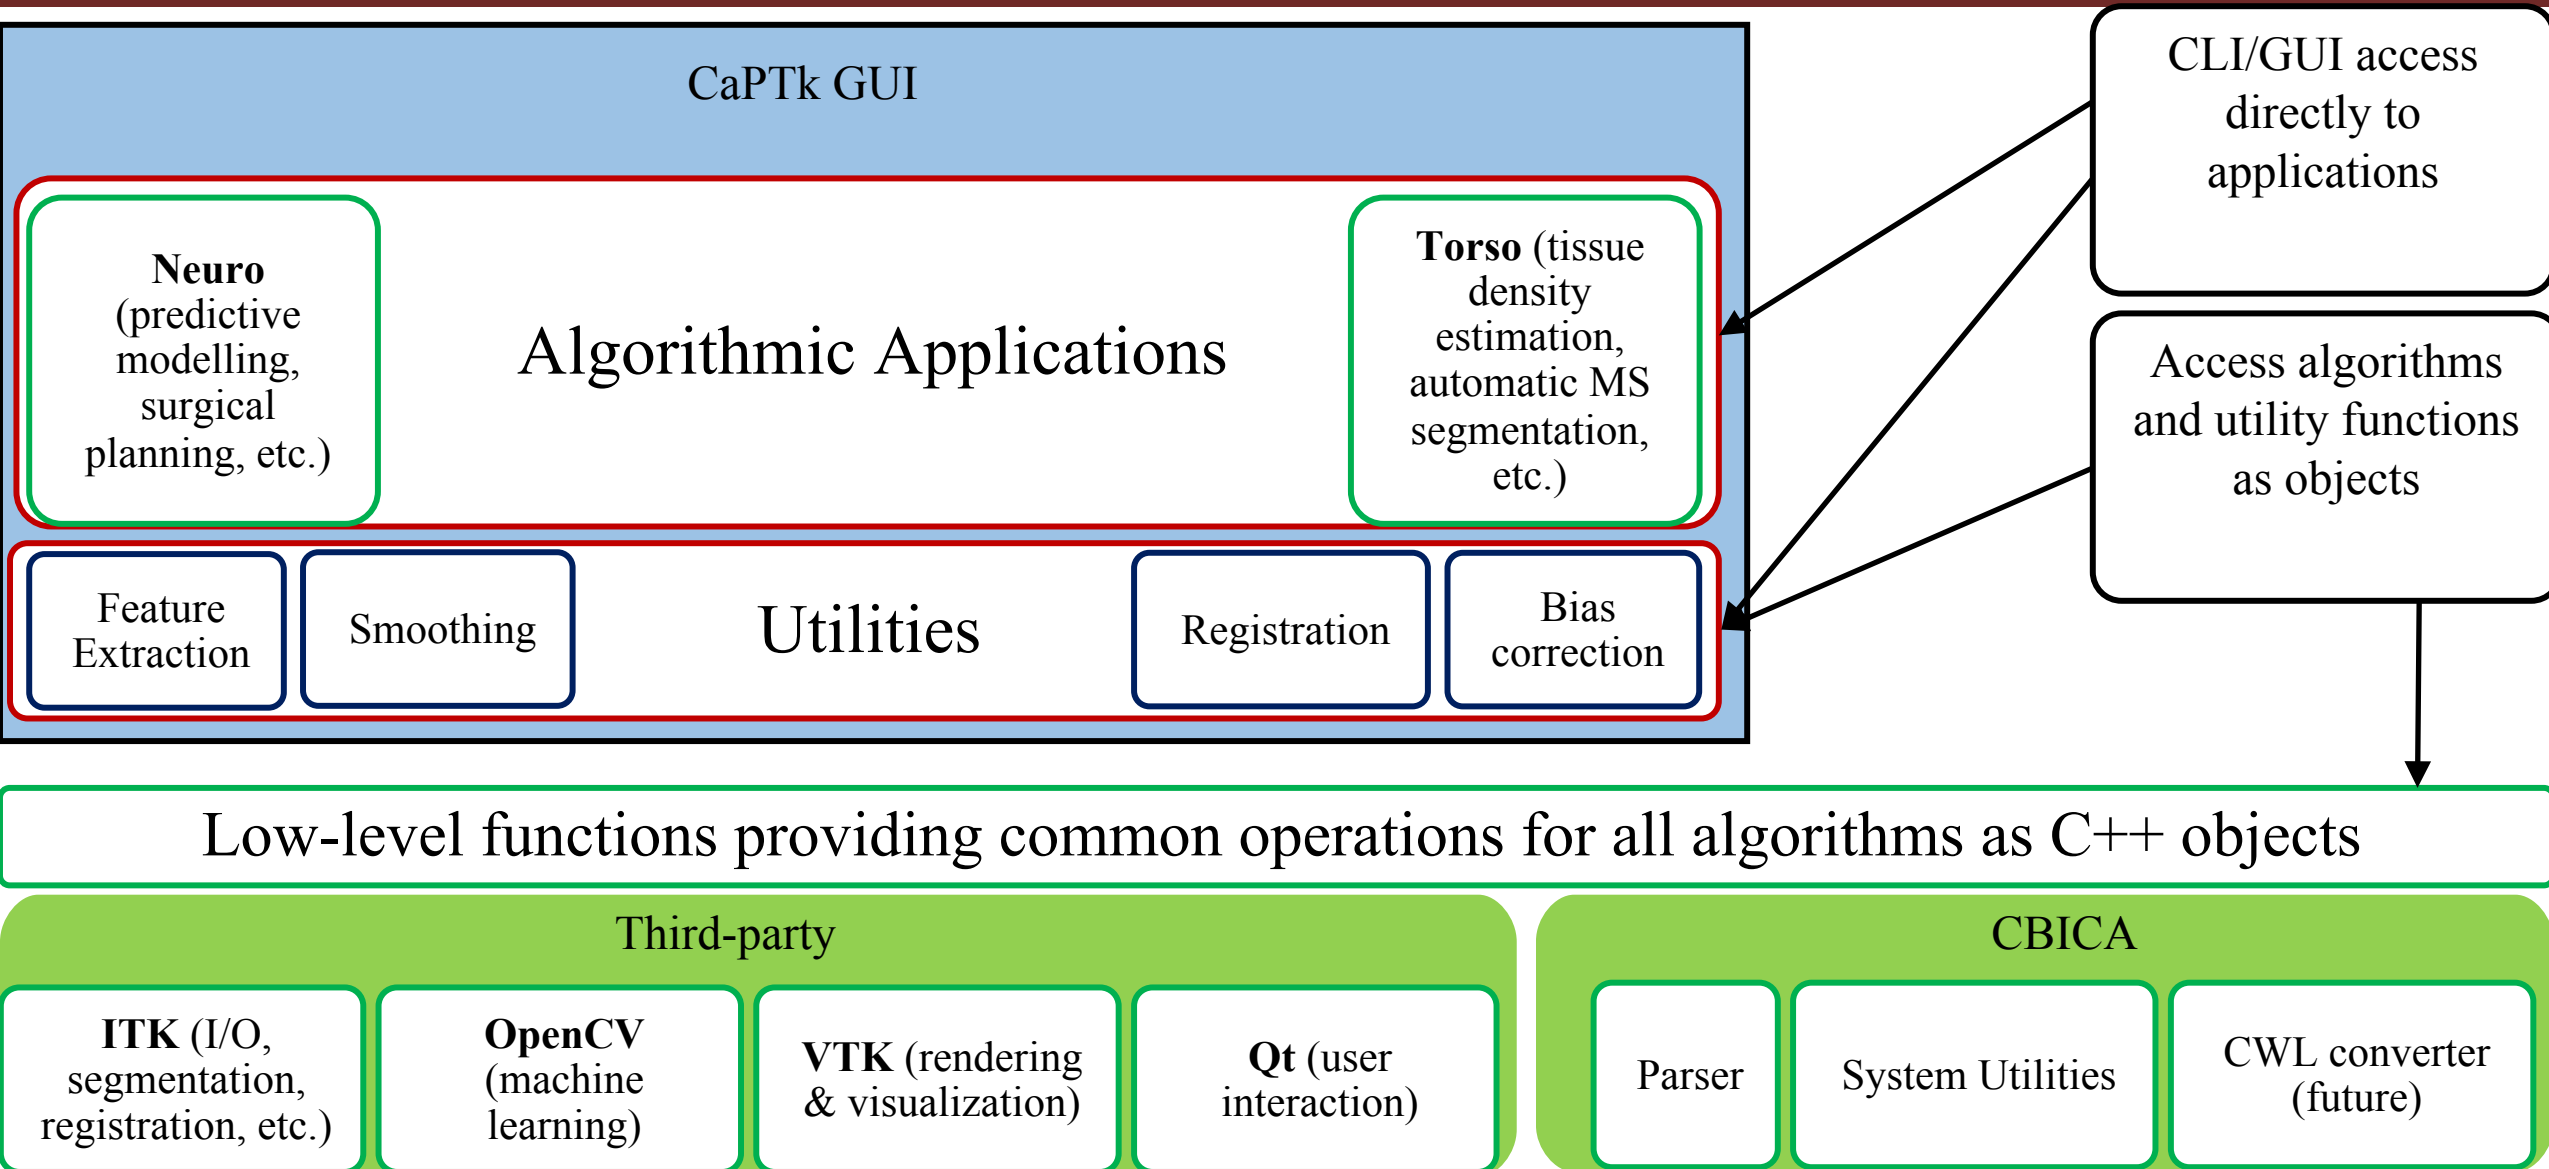 CaPTk GUI
CLI/GUI access
directly to
applications
Neuro
(predictive
modelling,
surgical
planning, etc.)
Algorithmic Applications
Torso (tissue
density
estimation,
automatic MS
segmentation,
etc.)
Access algorithms
and utility functions
as objects
Feature
Extraction
Smoothing
Utilities
Registration
Bias
correction
Low-level functions providing common operations for all algorithms as C++ objects
Third-party
ITK (I/O,
segmentation,
registration, etc.)
OpenCV
(machine
learning)
VTK (rendering
& visualization)
Qt (user
interaction)
CBICA
Parser
System Utilities
CWL converter
(future)